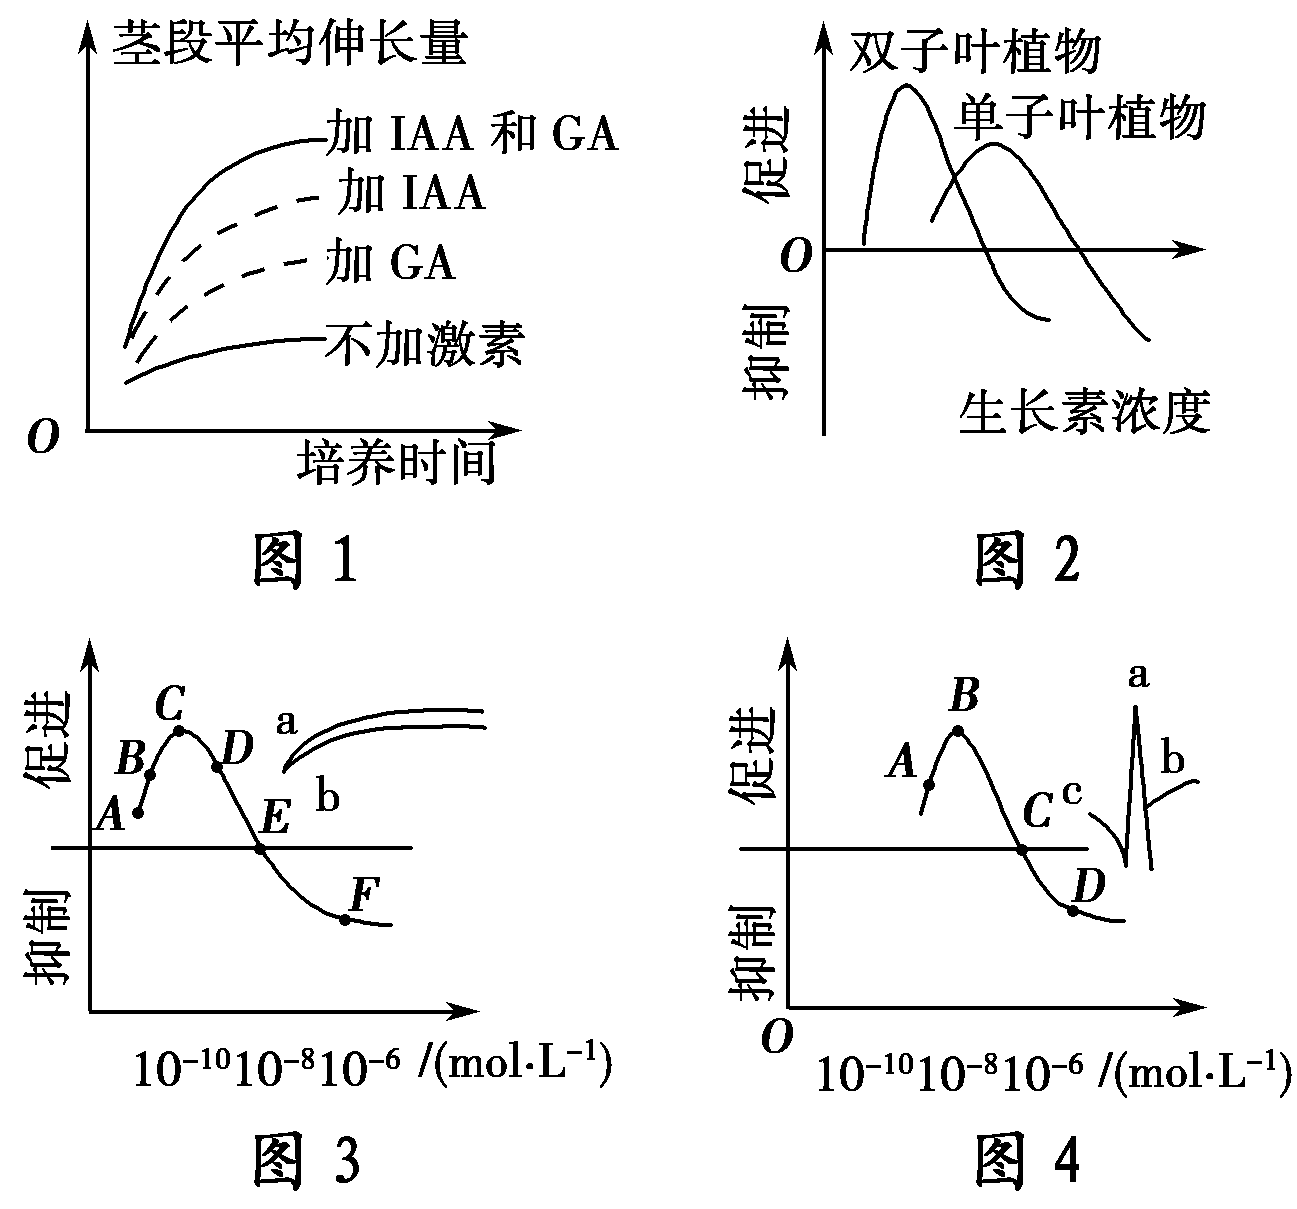 茎段平均伸长量
加 IAA 和 GA
加 IAA
加 GA
不加激素
O
培养时间
图 1
双子叶植物
单子叶植物
促进
O
抑制
生长素浓度
图 2
促进
抑制
A
B
C
D
E
F
a
b
10⁻¹⁰10⁻⁸10⁻⁶ /(mol·L⁻¹)
图 3
促进
抑制
A
B
C
D
a
b
c
O
10⁻¹⁰10⁻⁸10⁻⁶ /(mol·L⁻¹)
图 4